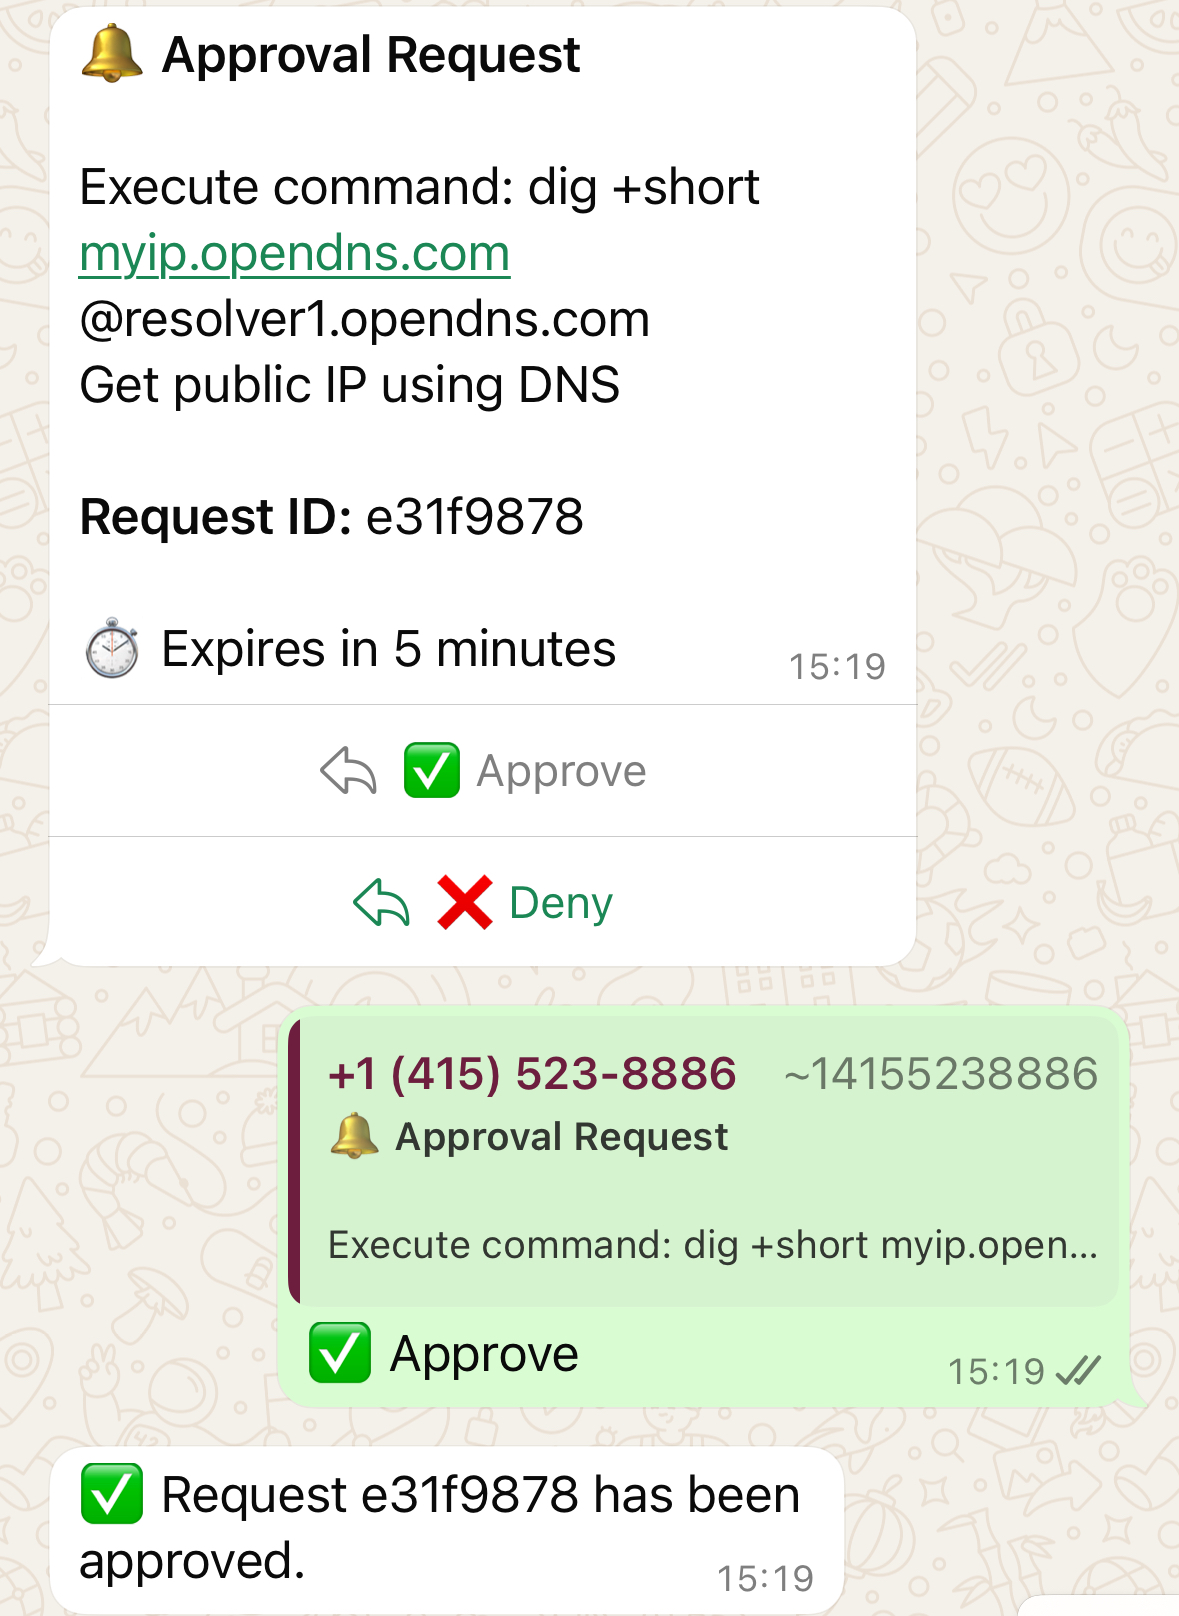 🔔 Approval Request
Execute command: dig +short
myip.opendns.com
@resolver1.opendns.com
Get public IP using DNS
Request ID: e31f9878
⏱️ Expires in 5 minutes
15:19
✅ Approve
❌ Deny
+1 (415) 523-8886 ~14155238886
🔔 Approval Request
Execute command: dig +short myip.open...
✅ Approve
15:19
✅ Request e31f9878 has been
approved.
15:19